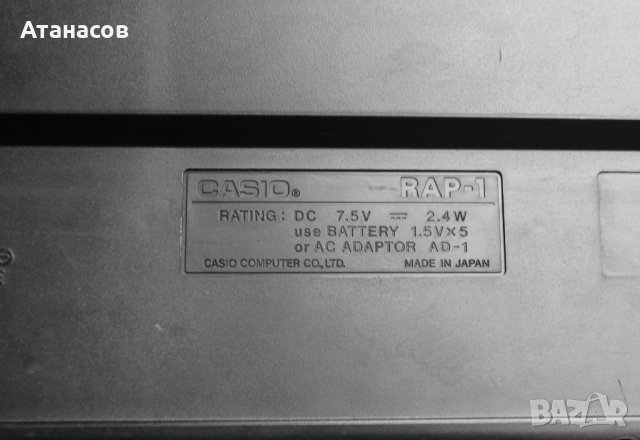 Атанасов
CASIO® RAP-1
RATING: DC 7.5V ⎓ 2.4W
use BATTERY 1.5V×5
or AC ADAPTOR AD-1
CASIO COMPUTER CO., LTD. MADE IN JAPAN
BAZAR